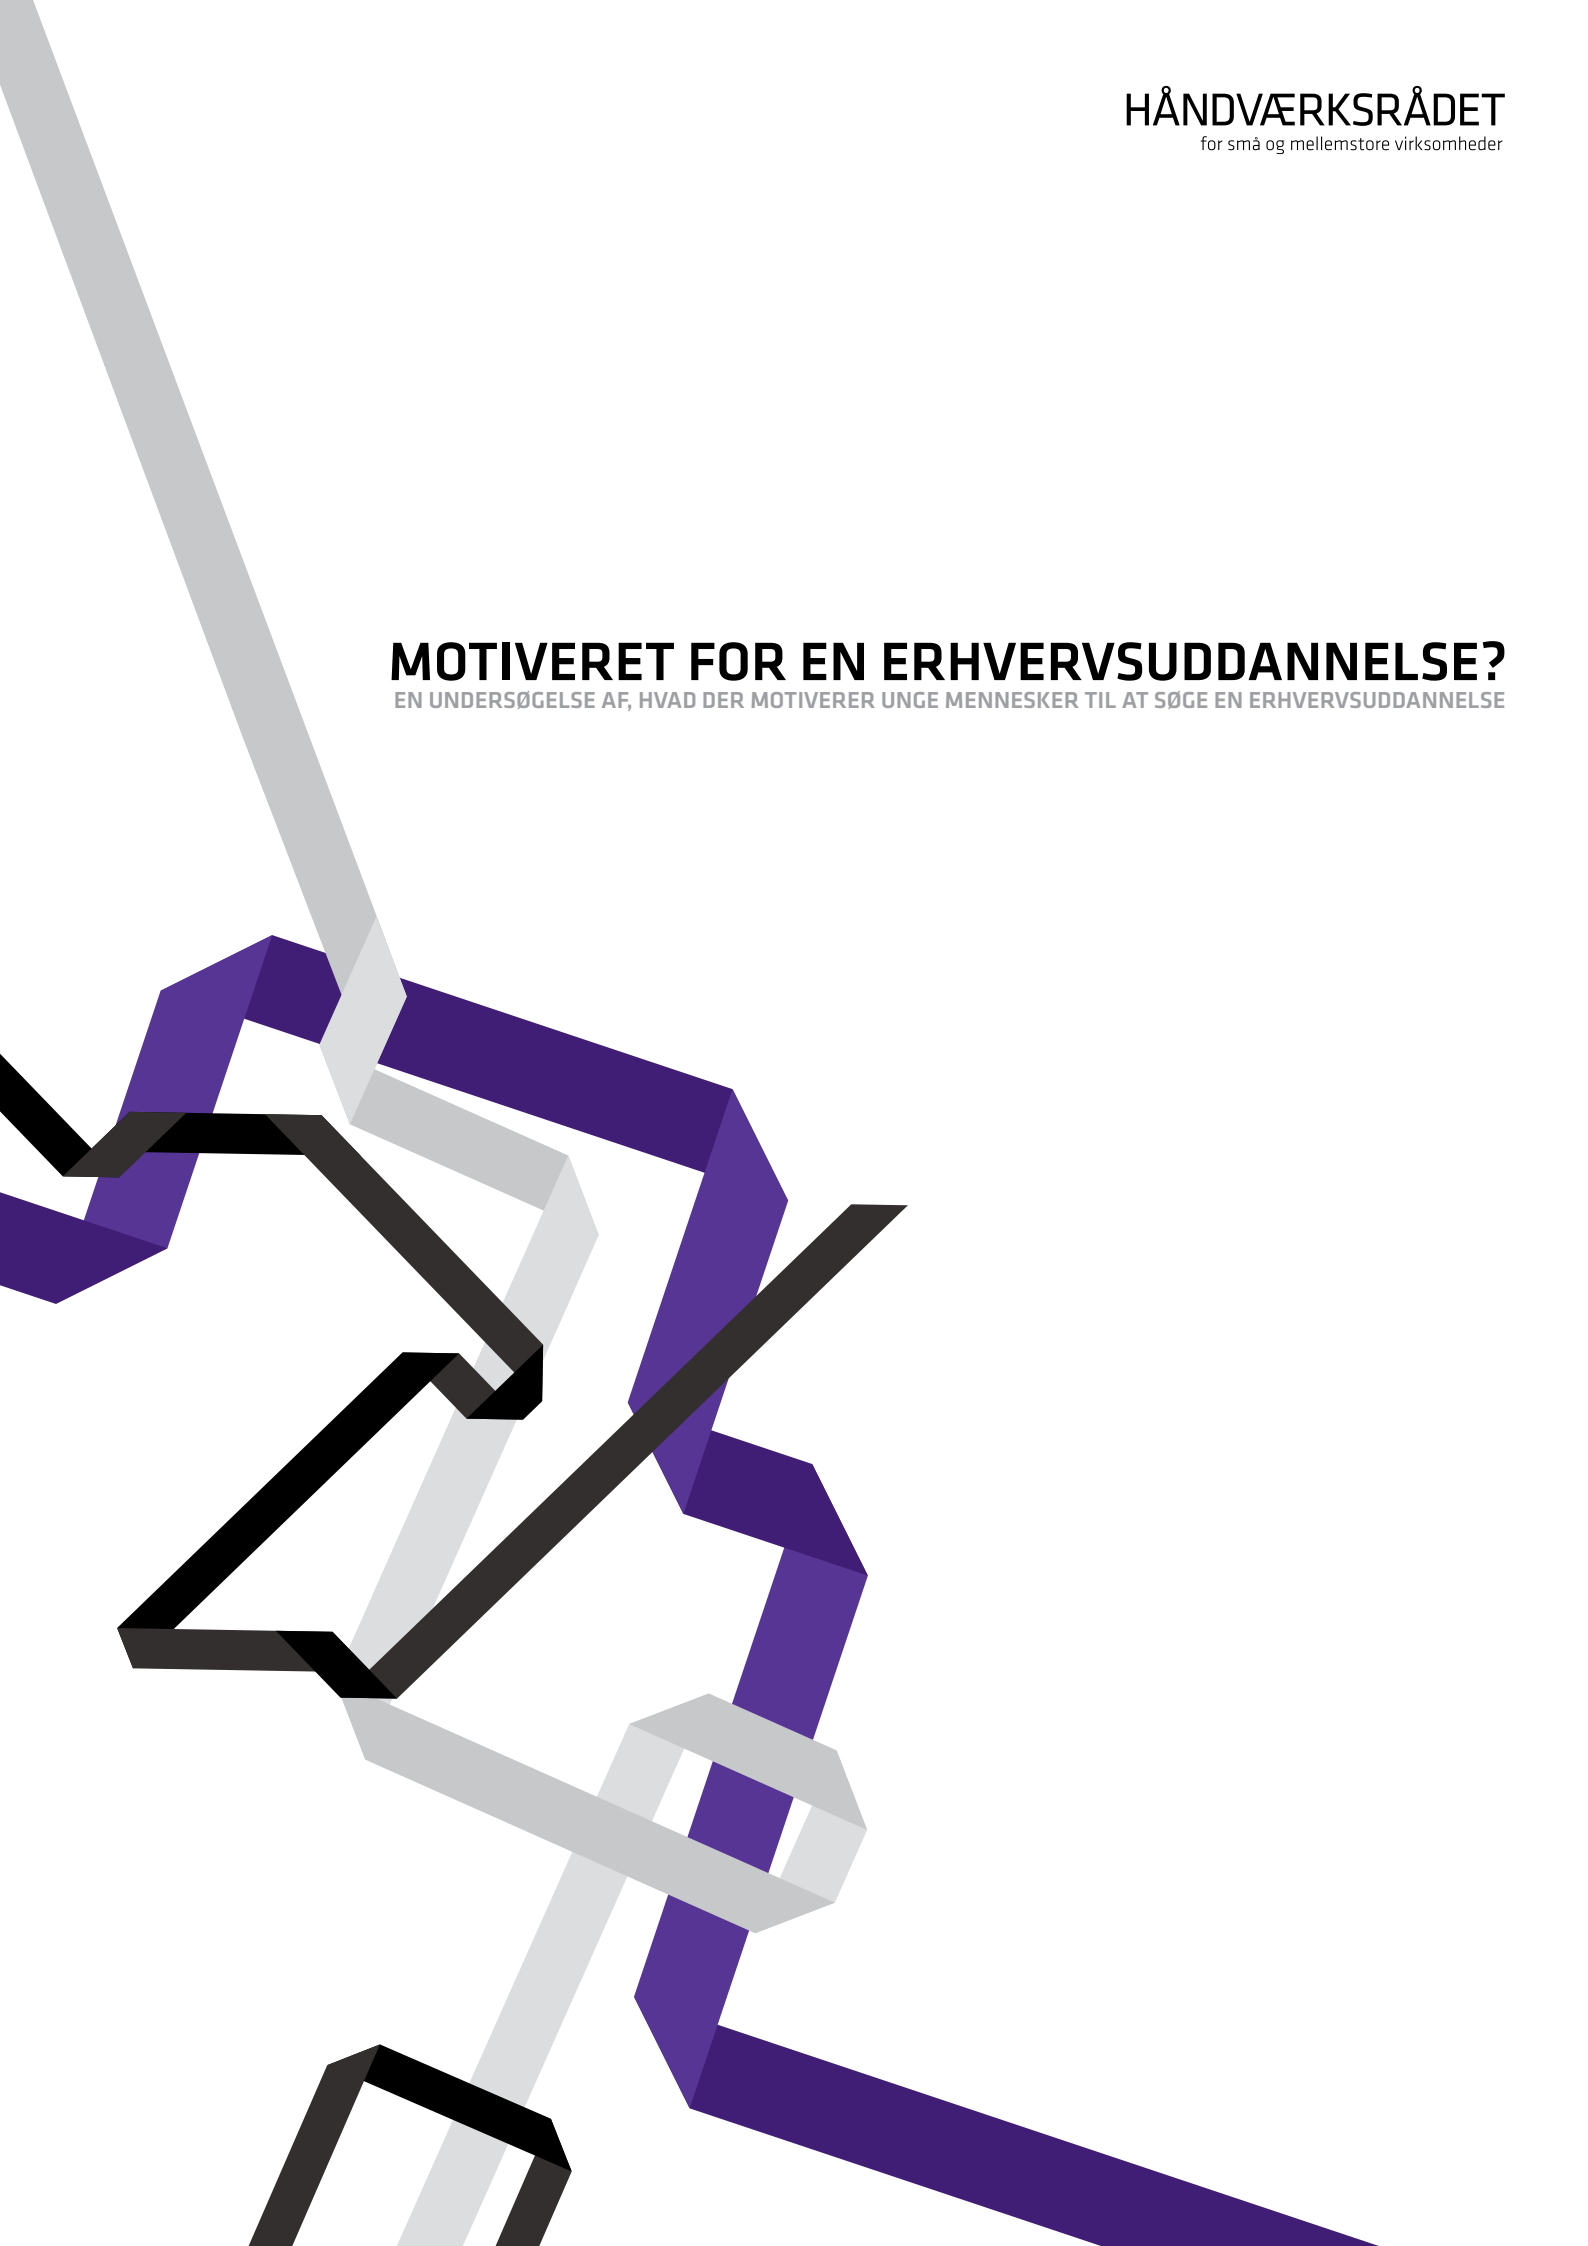 HÅNDVÆRKSRÅDET
for små og mellemstore virksomheder
MOTIVERET FOR EN ERHVERVSUDDANNELSE?
EN UNDERSØGELSE AF, HVAD DER MOTIVERER UNGE MENNESKER TIL AT SØGE EN ERHVERVSUDDANNELSE